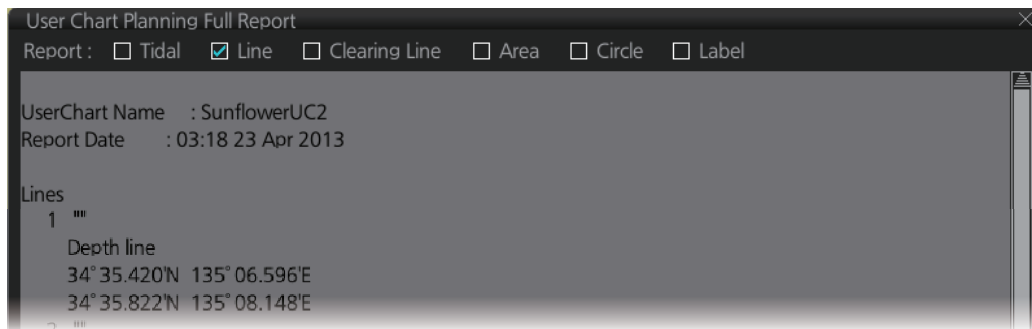 User Chart Planning Full Report
Report : Tidal Line Clearing Line Area Circle Label
UserChart Name : SunflowerUC2
Report Date : 03:18 23 Apr 2013
Lines
1 ""
Depth line
34°35.420'N 135°06.596'E
34°35.822'N 135°08.148'E